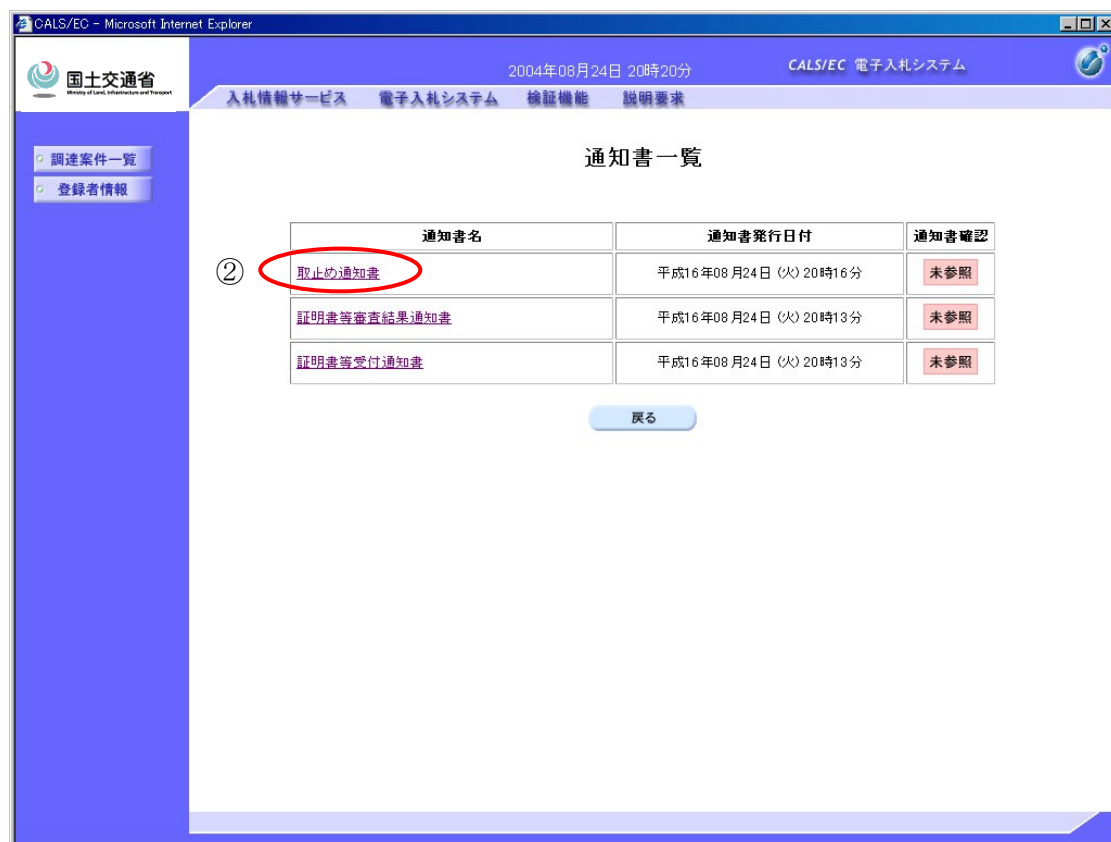 CALS/EC - Microsoft Internet Explorer
国土交通省
Ministry of Land, Infrastructure and Transport
2004年08月24日 20時20分
CALS/EC 電子入札システム
入札情報サービス 電子入札システム 検証機能 説明要求
調達案件一覧
登録者情報
通知書一覧
通知書名 通知書発行日付 通知書確認
② 取止め通知書 平成16年08月24日 (火) 20時16分 未参照
証明書等審査結果通知書 平成16年08月24日 (火) 20時13分 未参照
証明書等受付通知書 平成16年08月24日 (火) 20時13分 未参照
戻る